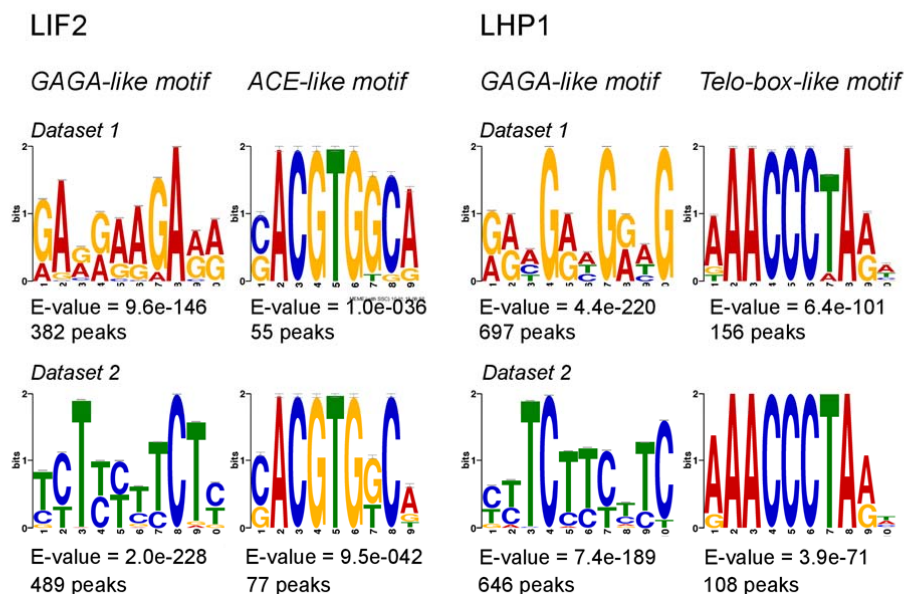 LIF2 LHP1
GAGA-like motif ACE-like motif GAGA-like motif Telo-box-like motif
Dataset 1 Dataset 1
E-value = 9.6e-146 E-value = 1.0e-036 E-value = 4.4e-220 E-value = 6.4e-101
382 peaks 55 peaks 697 peaks 156 peaks
Dataset 2 Dataset 2
E-value = 2.0e-228 E-value = 9.5e-042 E-value = 7.4e-189 E-value = 3.9e-71
489 peaks 77 peaks 646 peaks 108 peaks